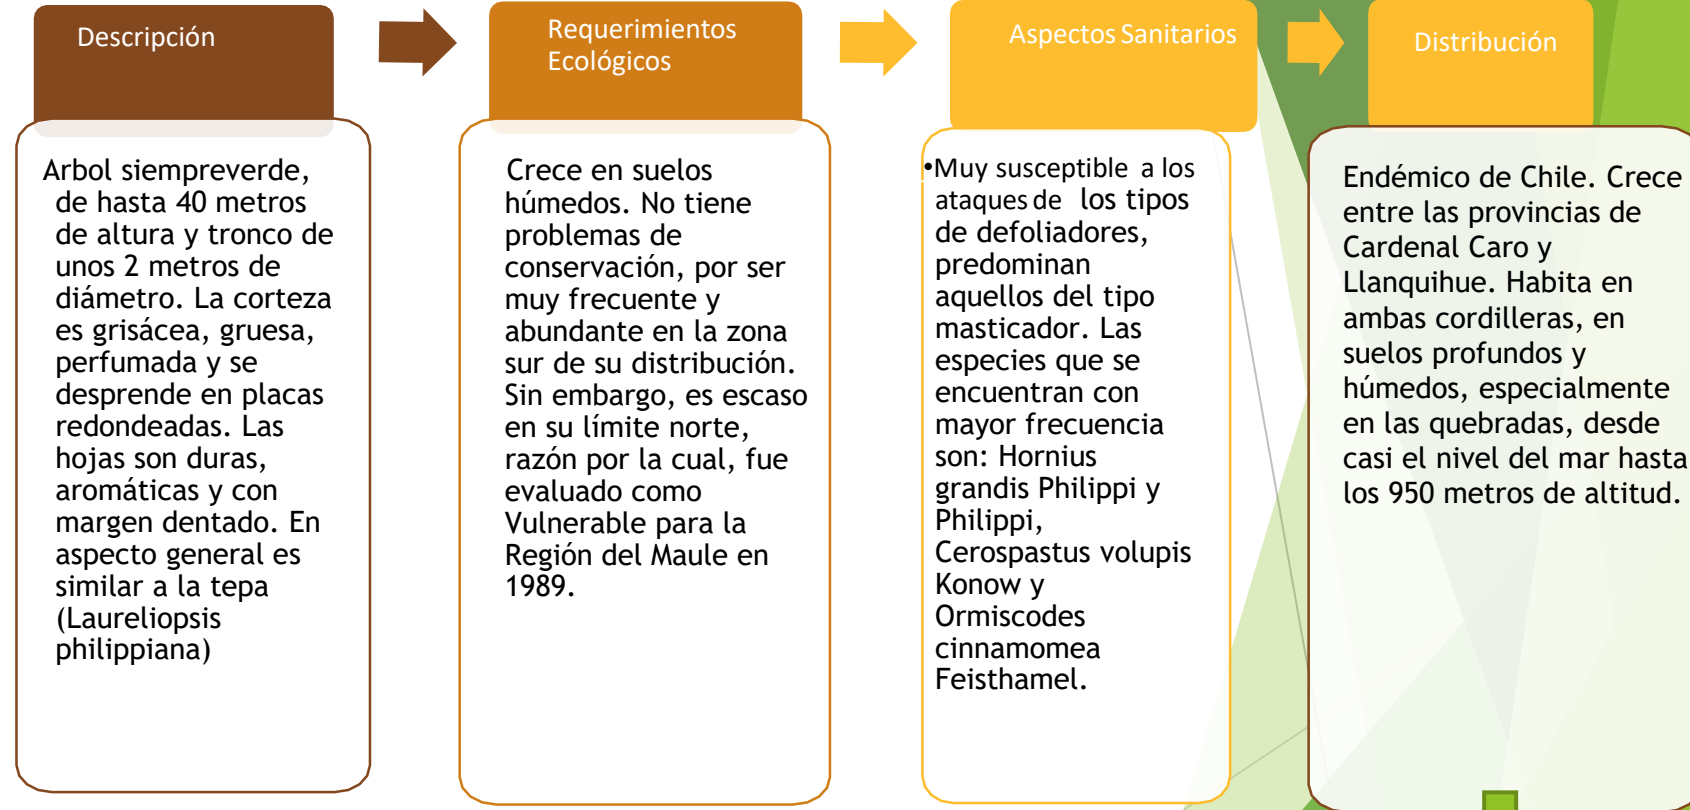 Descripción
Arbol siempreverde,
de hasta 40 metros
de altura y tronco de
unos 2 metros de
diámetro. La corteza
es grisácea, gruesa,
perfumada y se
desprende en placas
redondeadas. Las
hojas son duras,
aromáticas y con
margen dentado. En
aspecto general es
similar a la tepa
(Laureliopsis
philippiana)
Requerimientos
Ecológicos
Crece en suelos
húmedos. No tiene
problemas de
conservación, por ser
muy frecuente y
abundante en la zona
sur de su distribución.
Sin embargo, es escaso
en su límite norte,
razón por la cual, fue
evaluado como
Vulnerable para la
Región del Maule en
1989.
Aspectos Sanitarios
•Muy susceptible a los
ataques de los tipos
de defoliadores,
predominan
aquellos del tipo
masticador. Las
especies que se
encuentran con
mayor frecuencia
son: Hornius
grandis Philippi y
Philippi,
Cerospastus volupis
Konow y
Ormiscodes
cinnamomea
Feisthamel.
Distribución
Endémico de Chile. Crece
entre las provincias de
Cardenal Caro y
Llanquihue. Habita en
ambas cordilleras, en
suelos profundos y
húmedos, especialmente
en las quebradas, desde
casi el nivel del mar hasta
los 950 metros de altitud.